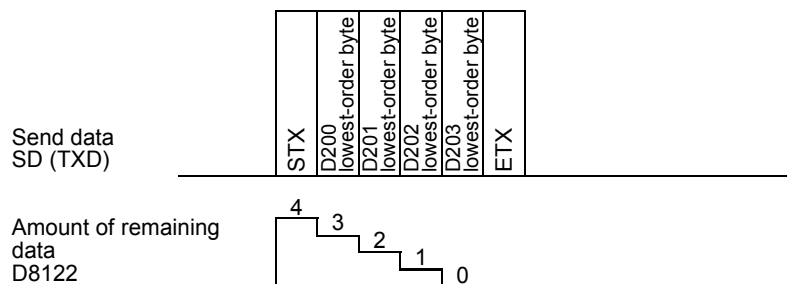 Send data
SD (TXD)
STX
D200
lowest-order byte
D201
lowest-order byte
D202
lowest-order byte
D203
lowest-order byte
ETX
Amount of remaining
data
D8122
4
3
2
1
0